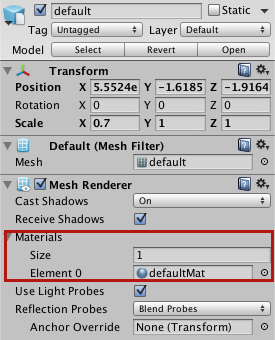 default Static
Tag Untagged Layer Default
Model Select Revert Open
Transform
Position X 5.5524e Y -1.6185 Z -1.9164
Rotation X 0 Y 0 Z 0
Scale X 0.7 Y 1 Z 1
Default (Mesh Filter)
Mesh default
Mesh Renderer
Cast Shadows On
Receive Shadows
Materials
Size 1
Element 0 defaultMat
Use Light Probes
Reflection Probes Blend Probes
Anchor Override None (Transform)